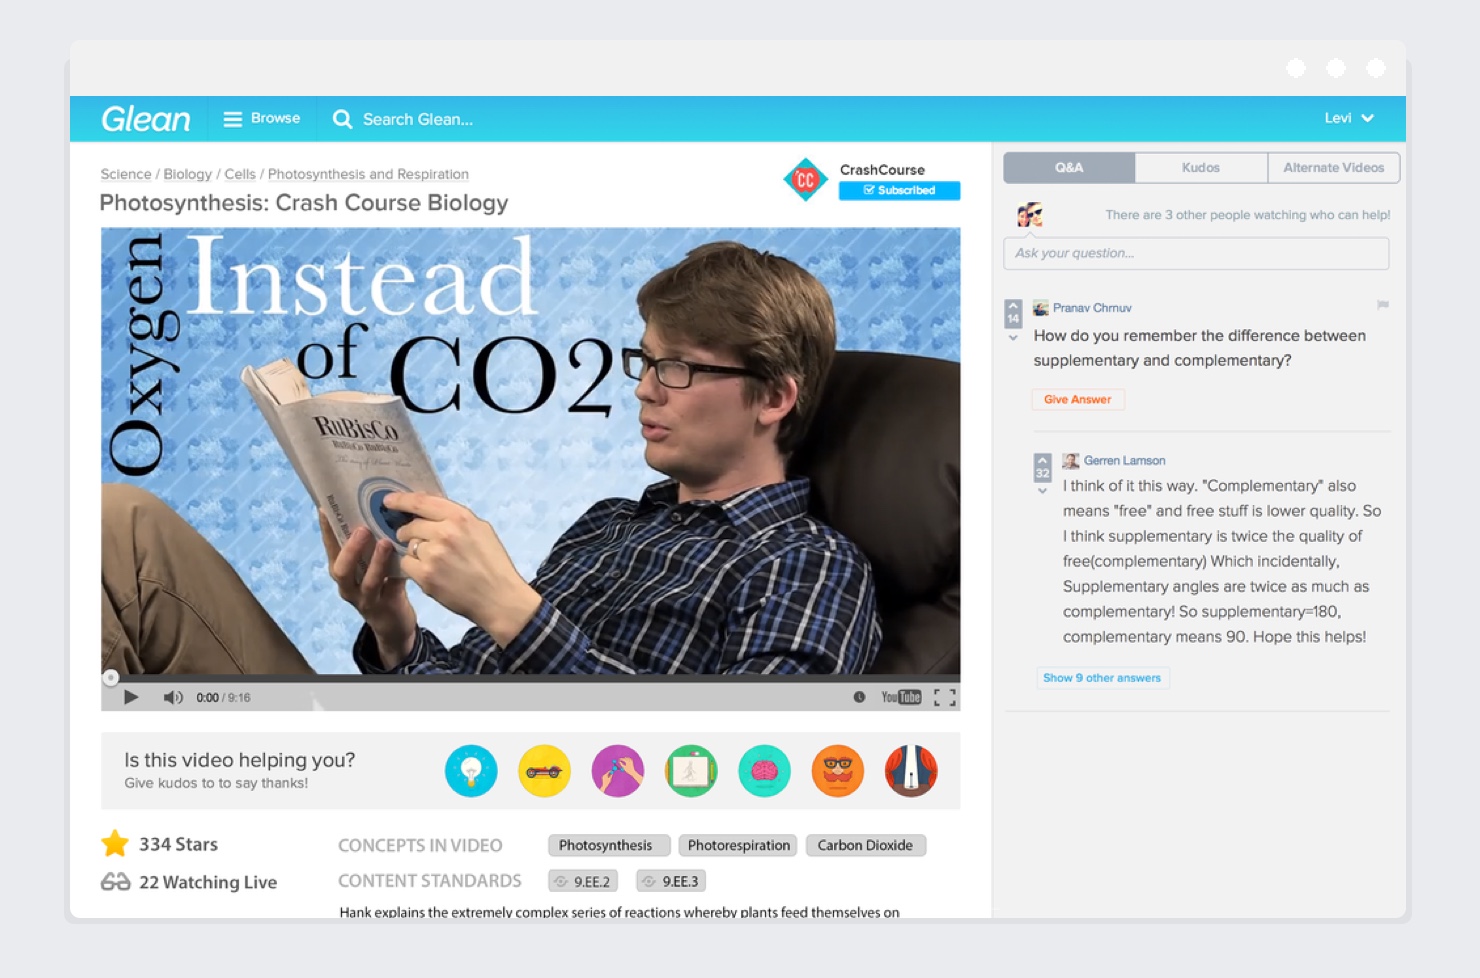 Glean
Browse
Search Glean...
Levi
Science / Biology / Cells / Photosynthesis and Respiration
Photosynthesis: Crash Course Biology
CC
CrashCourse
Subscribed
Oxygen
Instead
of CO2
RuBisCo
RuBisCo RuBisCo
RuBisCo RuBisCo
0:00 / 9:16
YouTube
Is this video helping you?
Give kudos to to say thanks!
334 Stars
22 Watching Live
CONCEPTS IN VIDEO
Photosynthesis
Photorespiration
Carbon Dioxide
CONTENT STANDARDS
9.EE.2
9.EE.3
Hank explains the extremely complex series of reactions whereby plants feed themselves on
Q&A
Kudos
Alternate Videos
There are 3 other people watching who can help!
Ask your question...
14
Pranav Chmuv
How do you remember the difference between
supplementary and complementary?
Give Answer
32
Gerren Lamson
I think of it this way. "Complementary" also
means "free" and free stuff is lower quality. So
I think supplementary is twice the quality of
free(complementary) Which incidentally,
Supplementary angles are twice as much as
complementary! So supplementary=180,
complementary means 90. Hope this helps!
Show 9 other answers